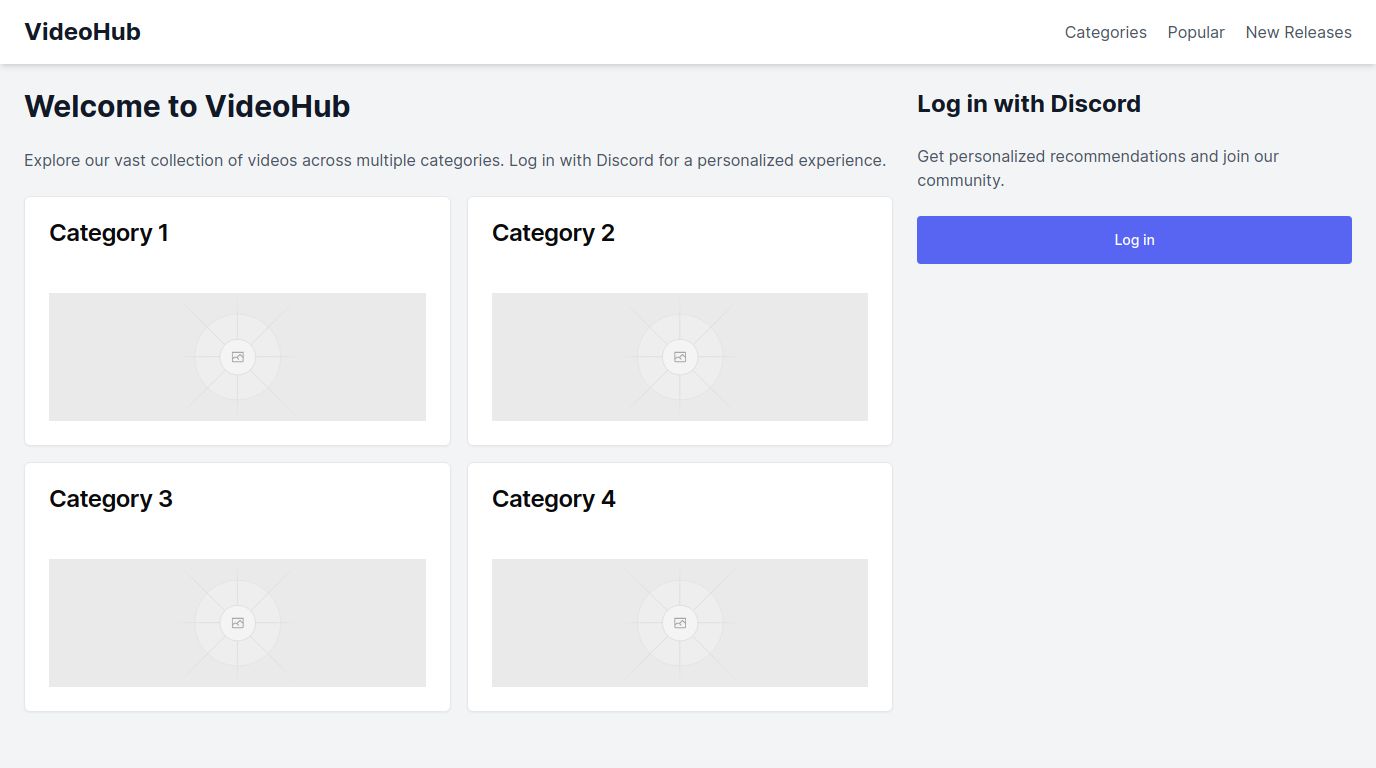 VideoHub
Categories Popular New Releases
Welcome to VideoHub
Explore our vast collection of videos across multiple categories. Log in with Discord for a personalized experience.
Category 1
Category 2
Category 3
Category 4
Log in with Discord
Get personalized recommendations and join our
community.
Log in